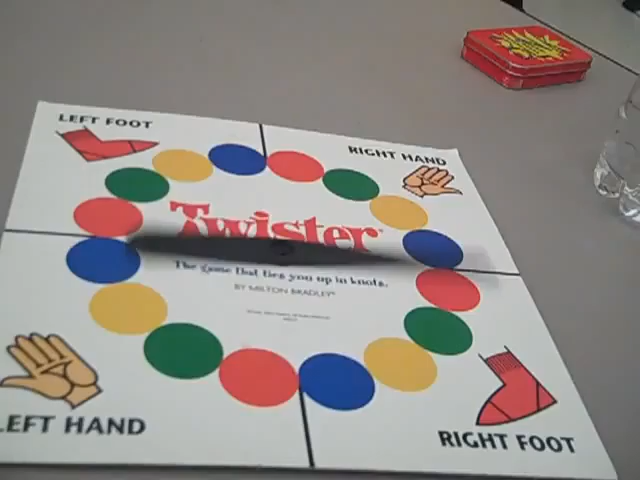 LEFT FOOT
RIGHT HAND
Twister
The game that ties you up in knots.
BY MILTON BRADLEY
LEFT HAND
RIGHT FOOT